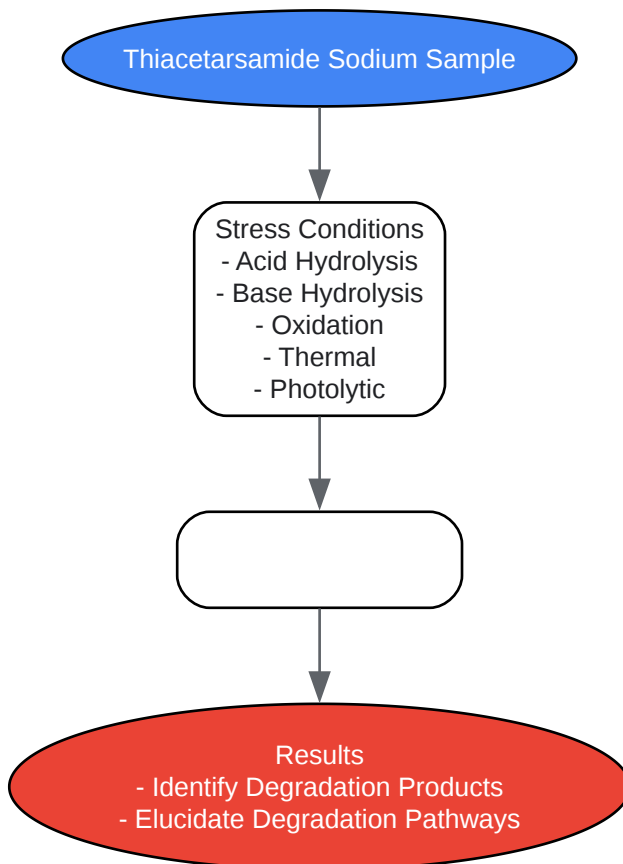 Thiacetarsamide Sodium Sample
Stress Conditions
- Acid Hydrolysis
- Base Hydrolysis
- Oxidation
- Thermal
- Photolytic
Results
- Identify Degradation Products
- Elucidate Degradation Pathways